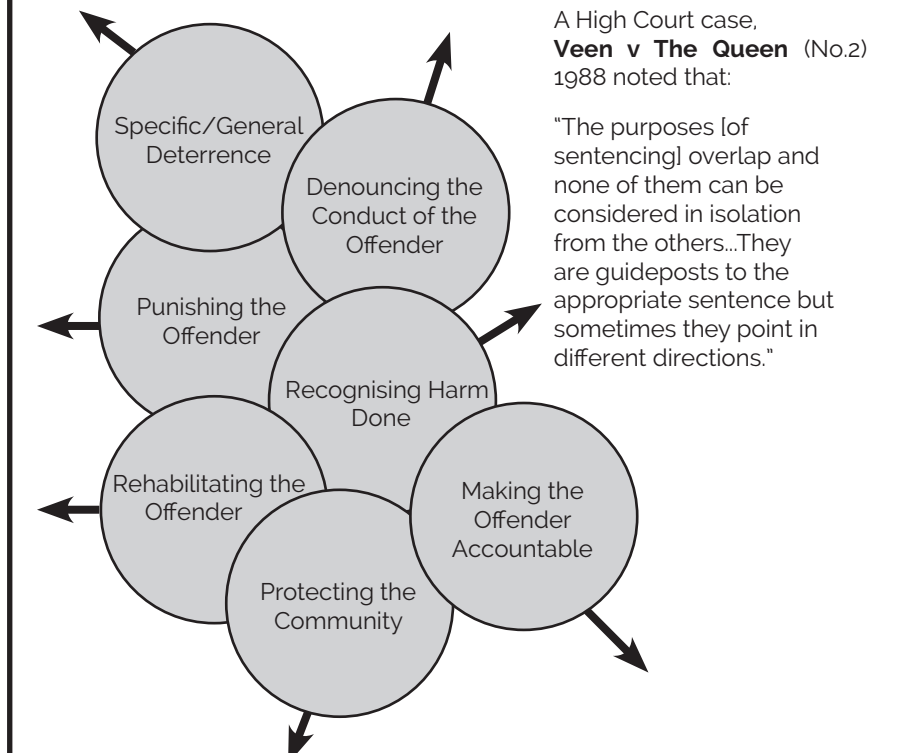 Specific/General
Deterrence
Denouncing the
Conduct of the
Offender
Punishing the
Offender
Recognising Harm
Done
Rehabilitating the
Offender
Making the
Offender
Accountable
Protecting the
Community
A High Court case,
Veen v The Queen (No.2)
1988 noted that:
"The purposes [of
sentencing] overlap and
none of them can be
considered in isolation
from the others...They
are guideposts to the
appropriate sentence but
sometimes they point in
different directions."